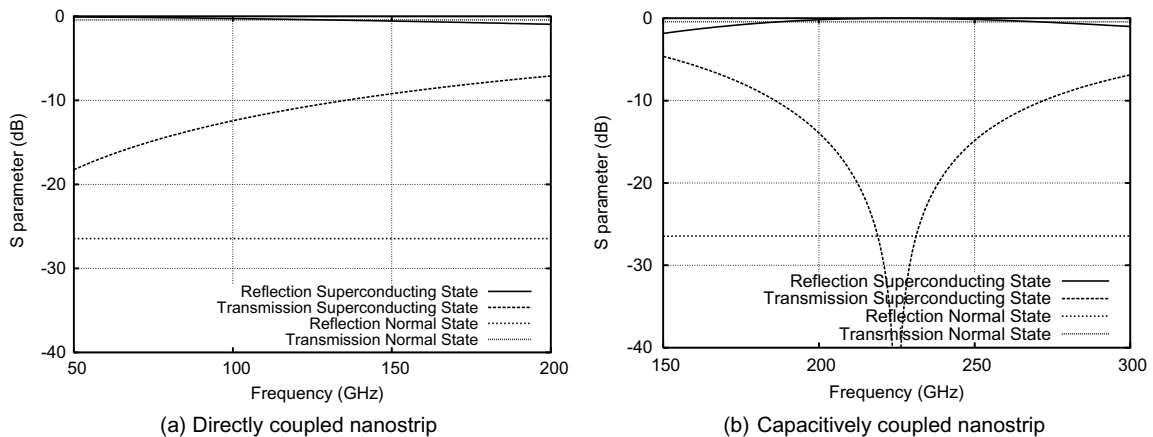 0
-10
-20
-30
-40
S parameter (dB)
Reflection Superconducting State
Transmission Superconducting State
Reflection Normal State
Transmission Normal State
50 100 150 200
Frequency (GHz)
(a) Directly coupled nanostrip
0
-10
-20
-30
-40
S parameter (dB)
Reflection Superconducting State
Transmission Superconducting State
Reflection Normal State
Transmission Normal State
150 200 250 300
Frequency (GHz)
(b) Capacitively coupled nanostrip